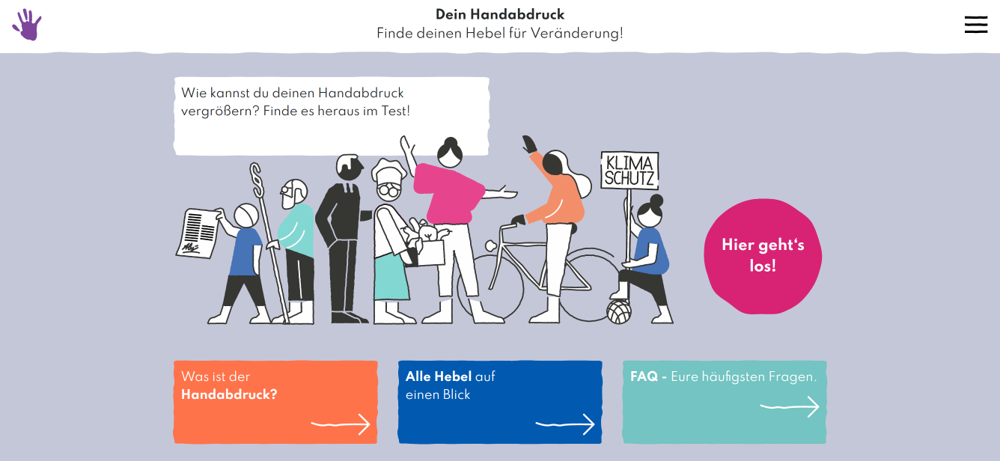 Dein Handabdruck
Finde deinen Hebel für Veränderung!
Wie kannst du deinen Handabdruck
vergrößern? Finde es heraus im Test!
KLIMA
SCHUTZ
Hier geht‘s
los!
Was ist der
Handabdruck?
Alle Hebel auf
einen Blick
FAQ - Eure häufigsten Fragen.